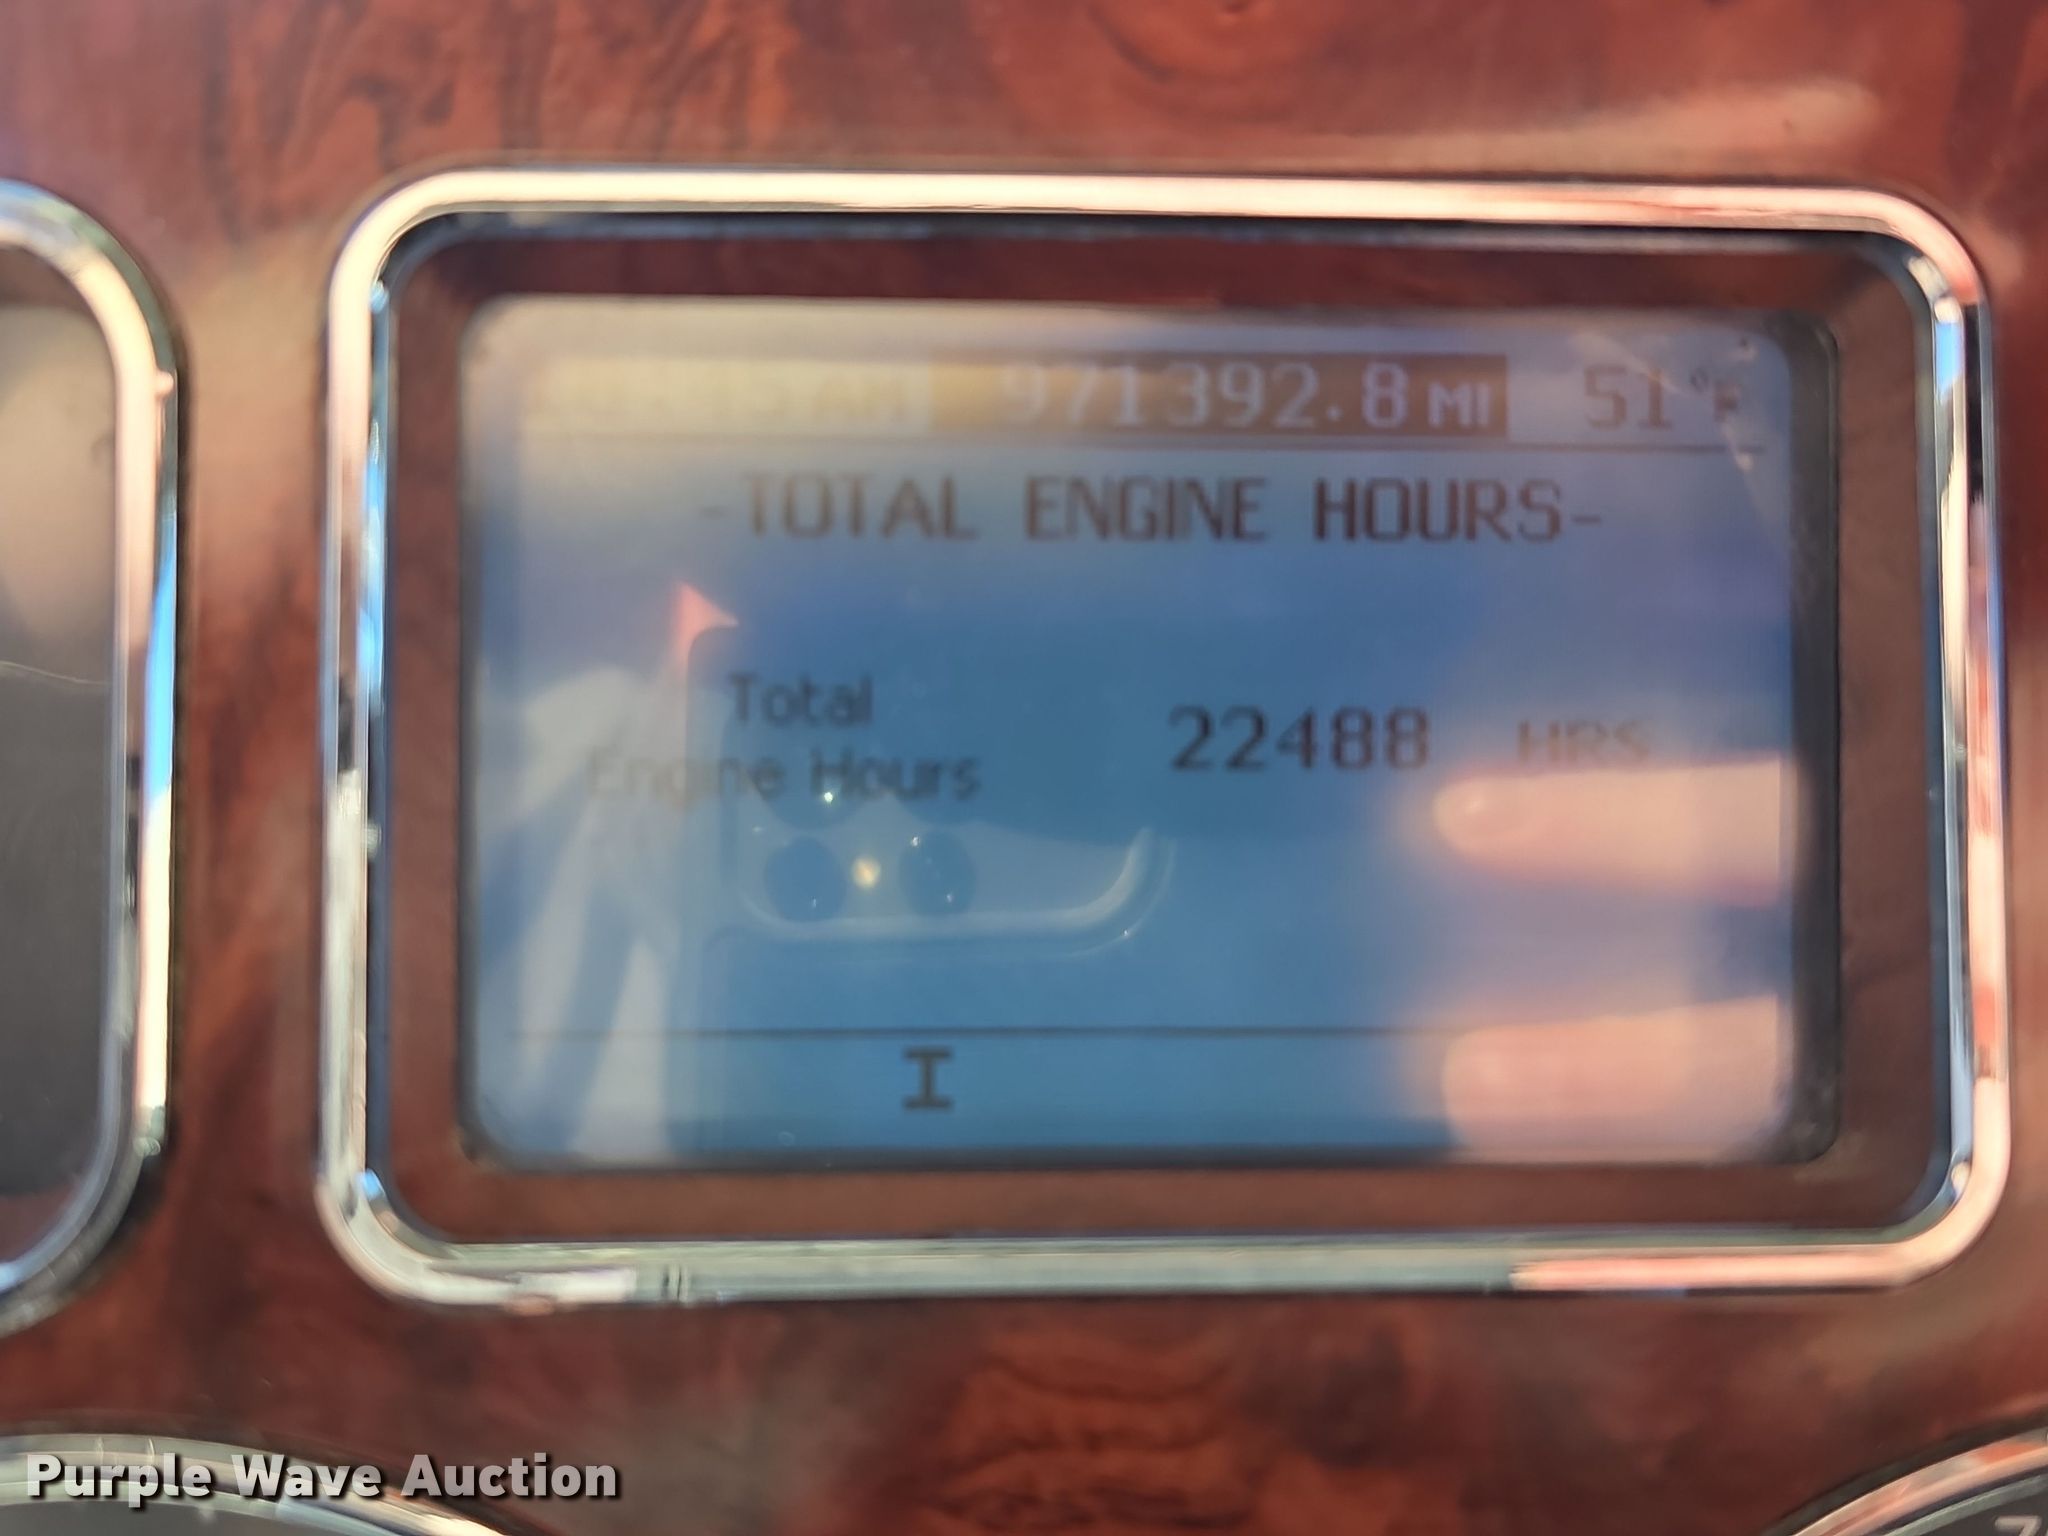 971392.8 MI 51°F
-TOTAL ENGINE HOURS-
Total
Engine Hours
22488 HRS
I
Purple Wave Auction